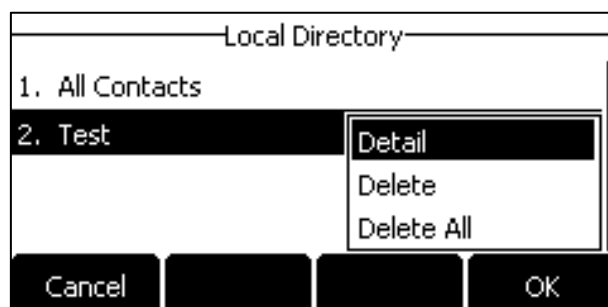 Local Directory
1. All Contacts
2. Test
Detail
Delete
Delete All
Cancel OK